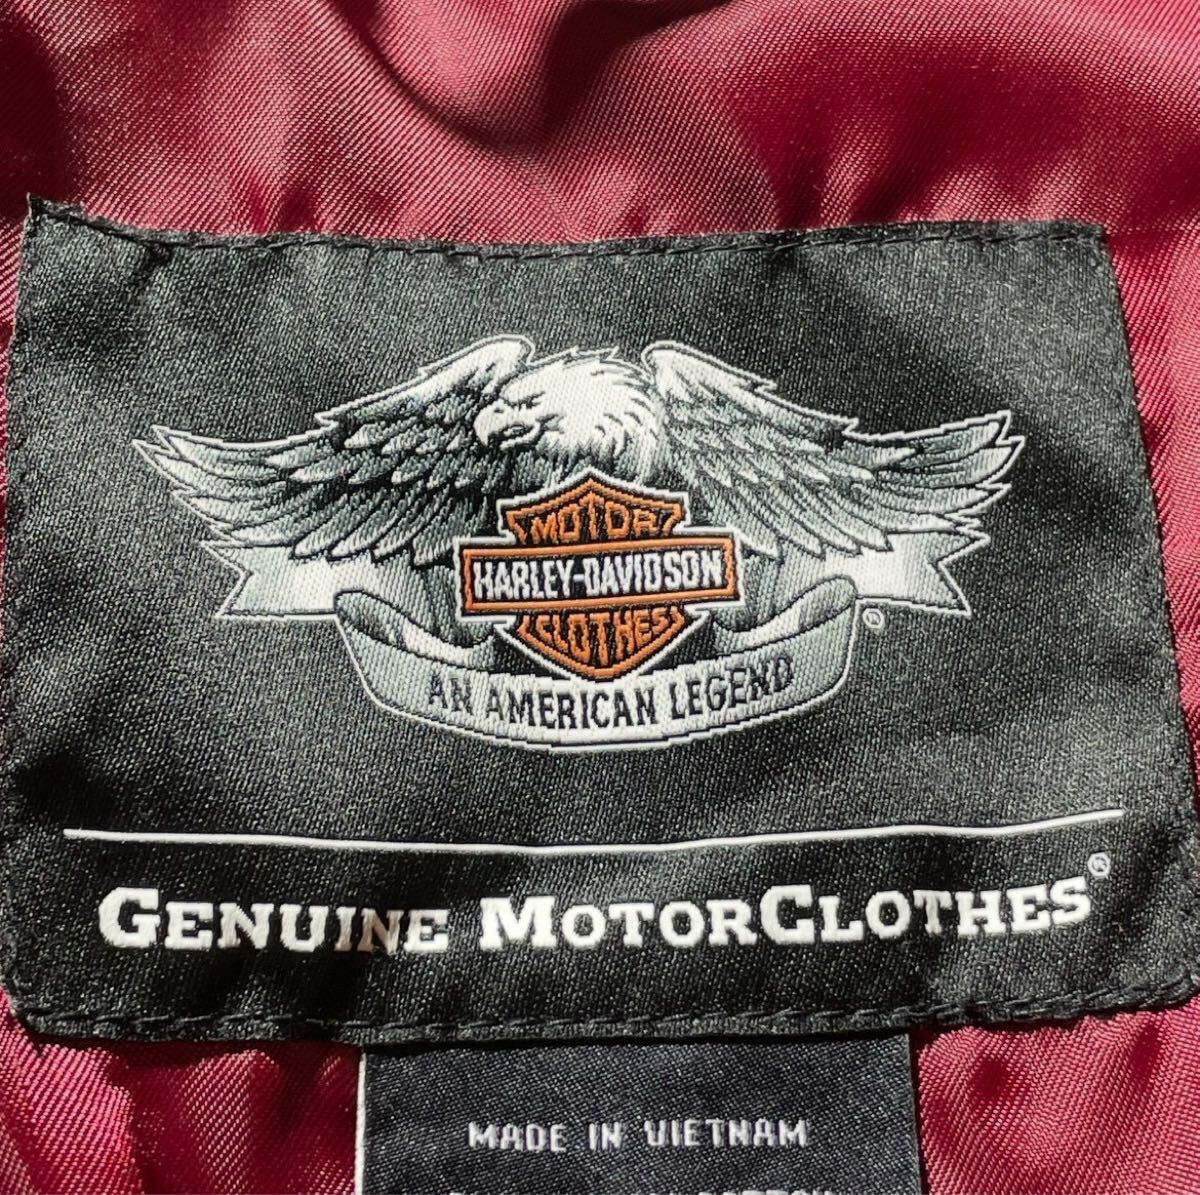 MOTOR
HARLEY-DAVIDSON
CLOTHES
®
AN AMERICAN LEGEND
GENUINE MOTORCLOTHES®
MADE IN VIETNAM